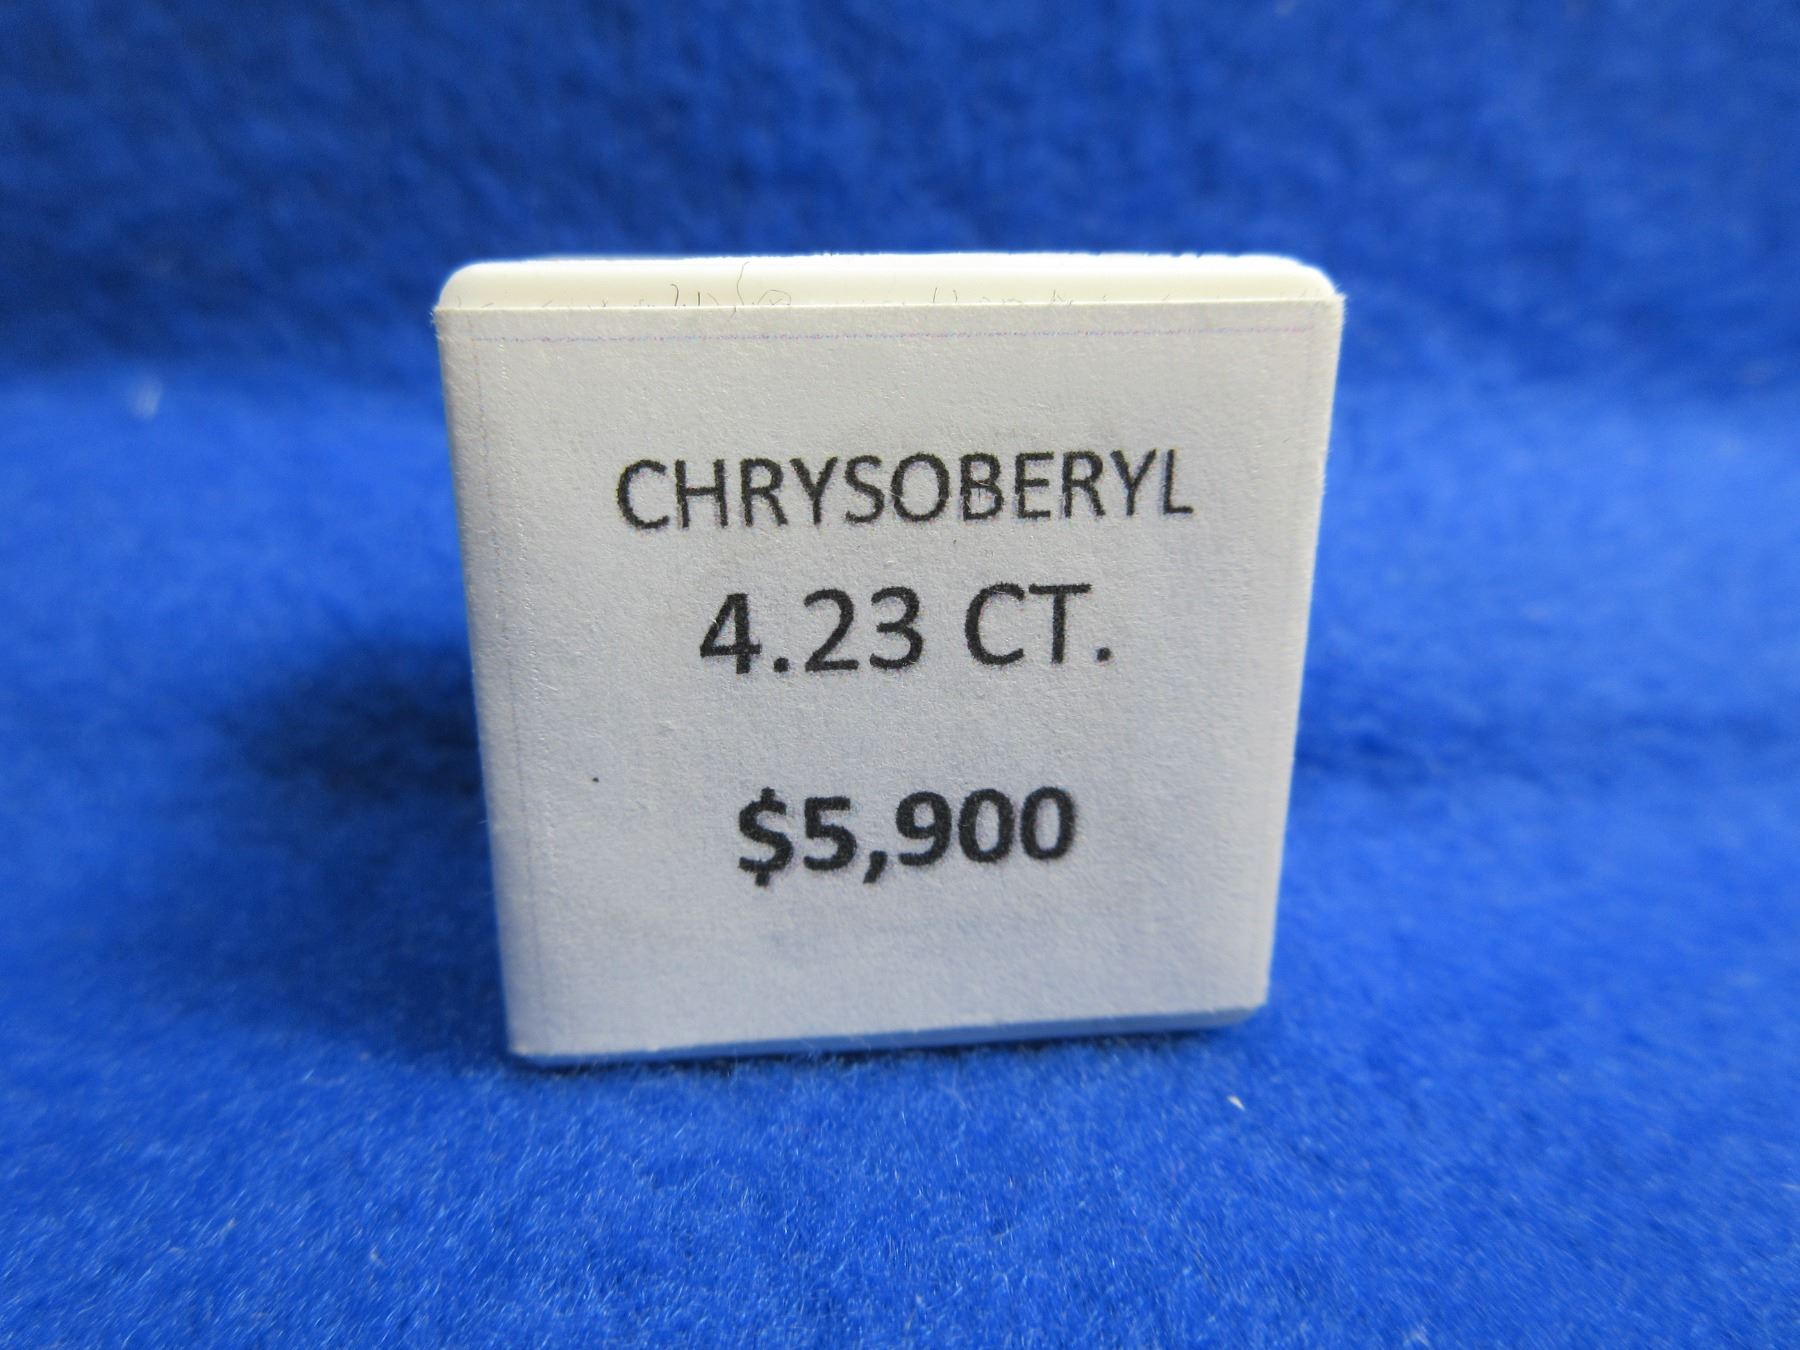 CHRYSOBERYL
4.23 CT.
$5,900